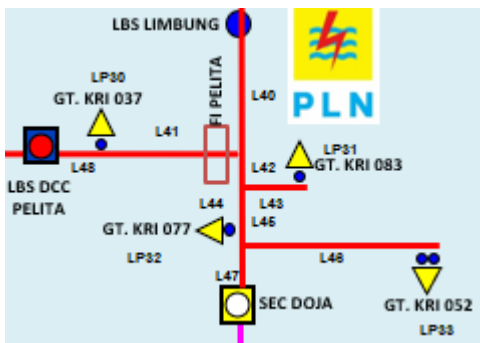 LBS LIMBUNG
LP30
GT. KRI 037
FI PELITA
L40
PLN
L41
L48
L42
LP31
GT. KRI 083
LBS DCC
PELITA
L44
L43
L45
GT. KRI 077
LP32
L46
L47
SEC DOJA
GT. KRI 052
LP33